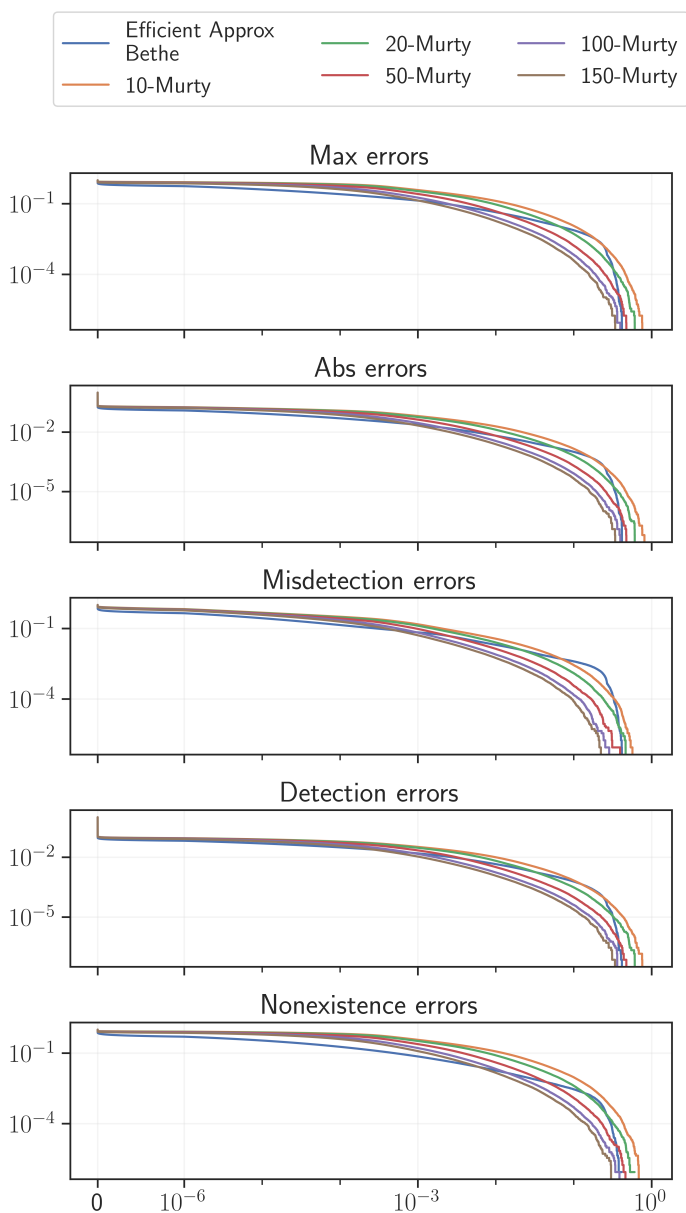 Efficient Approx
Bethe
10-Murty
20-Murty
50-Murty
100-Murty
150-Murty
Max errors
10⁻¹
10⁻⁴
Abs errors
10⁻²
10⁻⁵
Misdetection errors
10⁻¹
10⁻⁴
Detection errors
10⁻²
10⁻⁵
Nonexistence errors
10⁻¹
10⁻⁴
0 10⁻⁶ 10⁻³ 10⁰